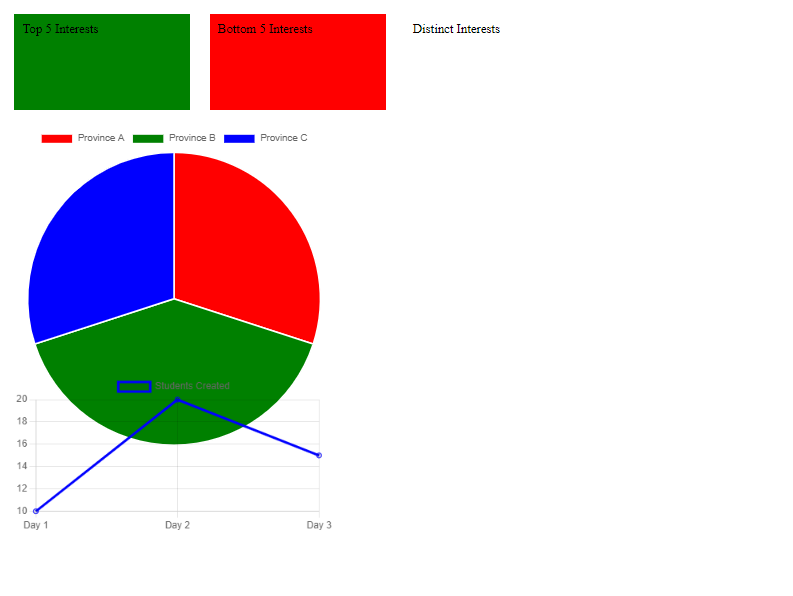 Top 5 Interests
Bottom 5 Interests
Distinct Interests
Province A
Province B
Province C
Students Created
20
18
16
14
12
10
Day 1
Day 2
Day 3